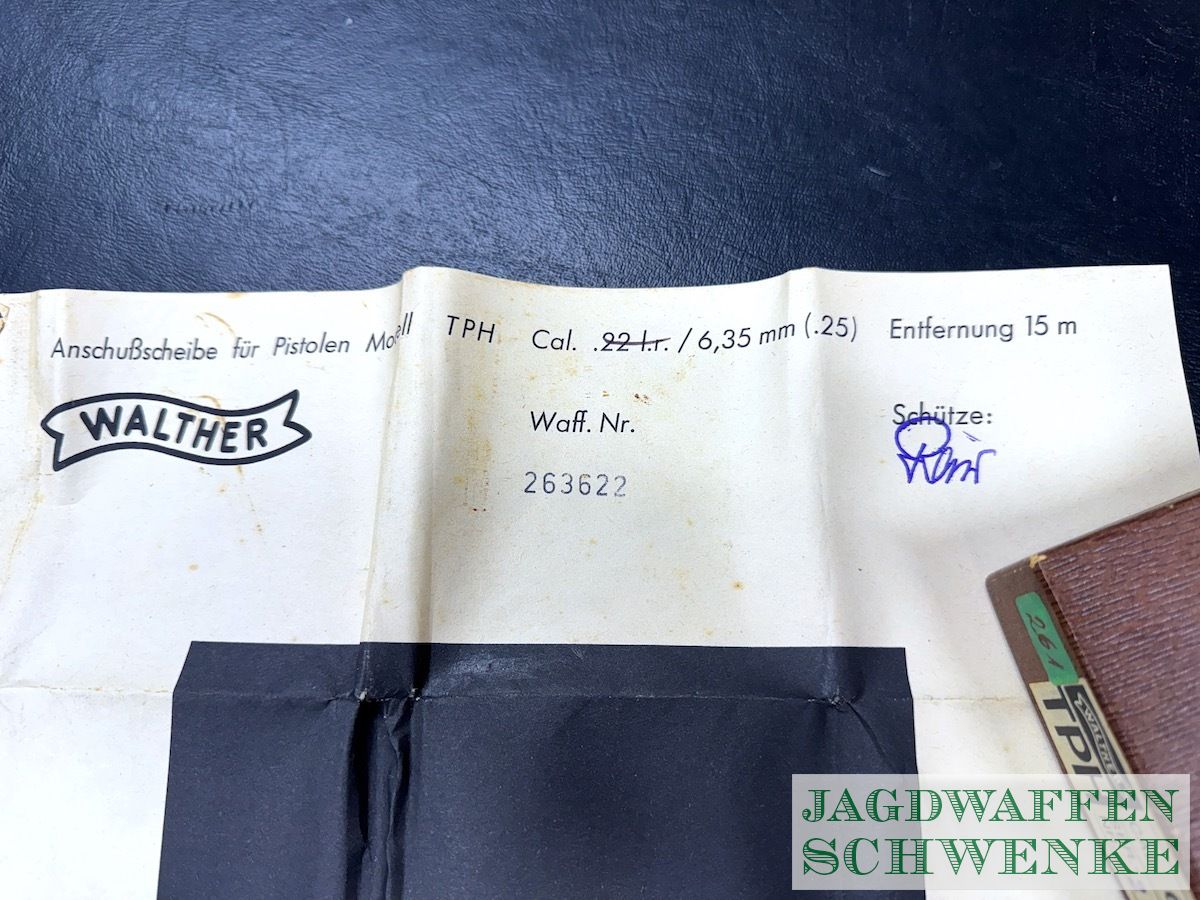 Anschußscheibe für Pistolen Modell TPH Cal. .22 l.r. / 6,35 mm (.25) Entfernung 15 m
WALTHER
Waff. Nr.
Schütze:
263622
261
WALTHER
TPH
JAGDWAFFEN
SCHWENKE